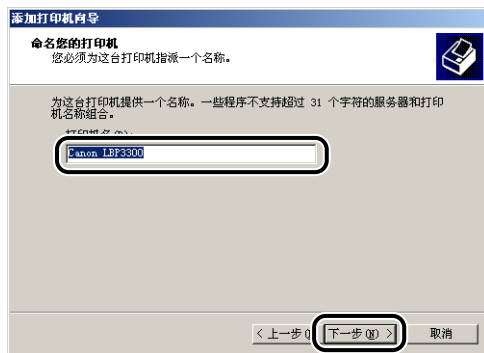 添加打印机向导
命名您的打印机
您必须为这台打印机指派一个名称。
为这台打印机提供一个名称。一些程序不支持超过 31 个字符的服务器和打印
机名称组合。
打印机名(P):
Canon LBP3300
< 上一步(
下一步(N) >
取消